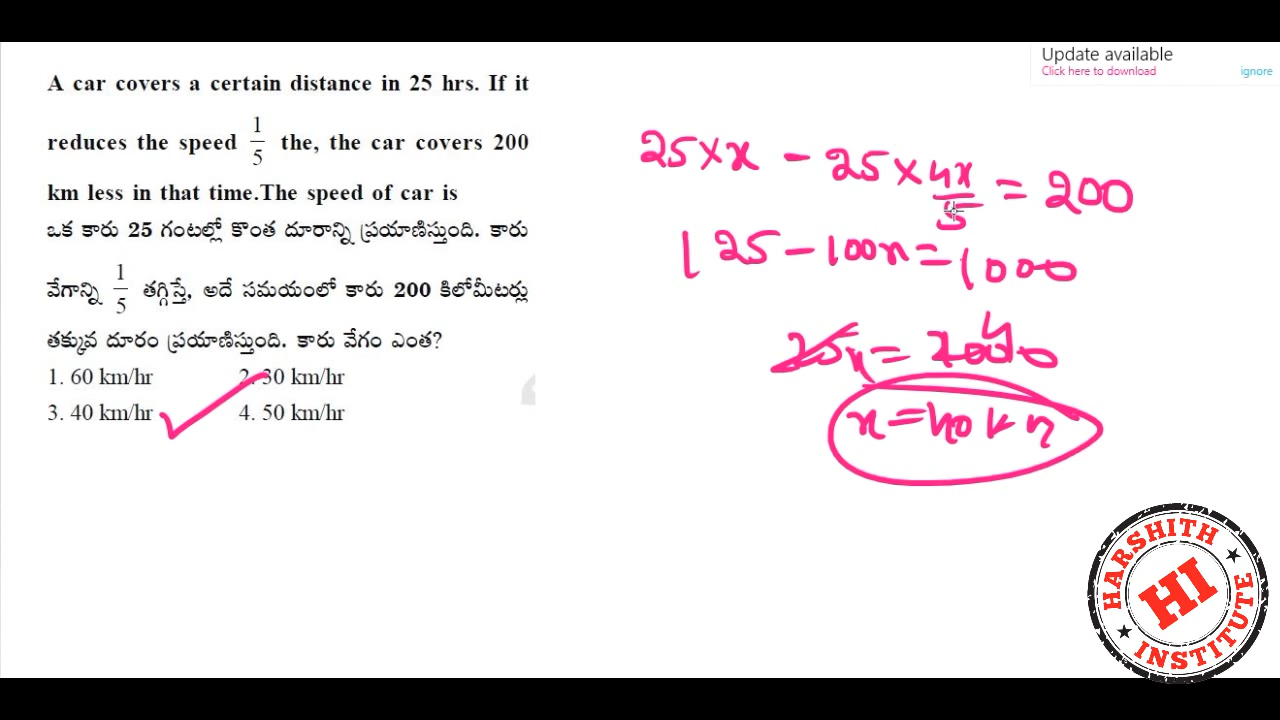 Update available
Click here to download ignore
A car covers a certain distance in 25 hrs. If it
reduces the speed 1/5 the, the car covers 200
km less in that time.The speed of car is
ఒక కారు 25 గంటల్లో కొంత దూరాన్ని ప్రయాణిస్తుంది. కారు
వేగాన్ని 1/5 తగ్గిస్తే, అదే సమయంలో కారు 200 కిలోమీటర్లు
తక్కువ దూరం ప్రయాణిస్తుంది. కారు వేగం ఎంత?
1. 60 km/hr 2. 30 km/hr
3. 40 km/hr 4. 50 km/hr
25×x - 25×4x/5 = 200
125 - 100x = 1000
25x =
x = 40
HARSHITH
HI
INSTITUTE